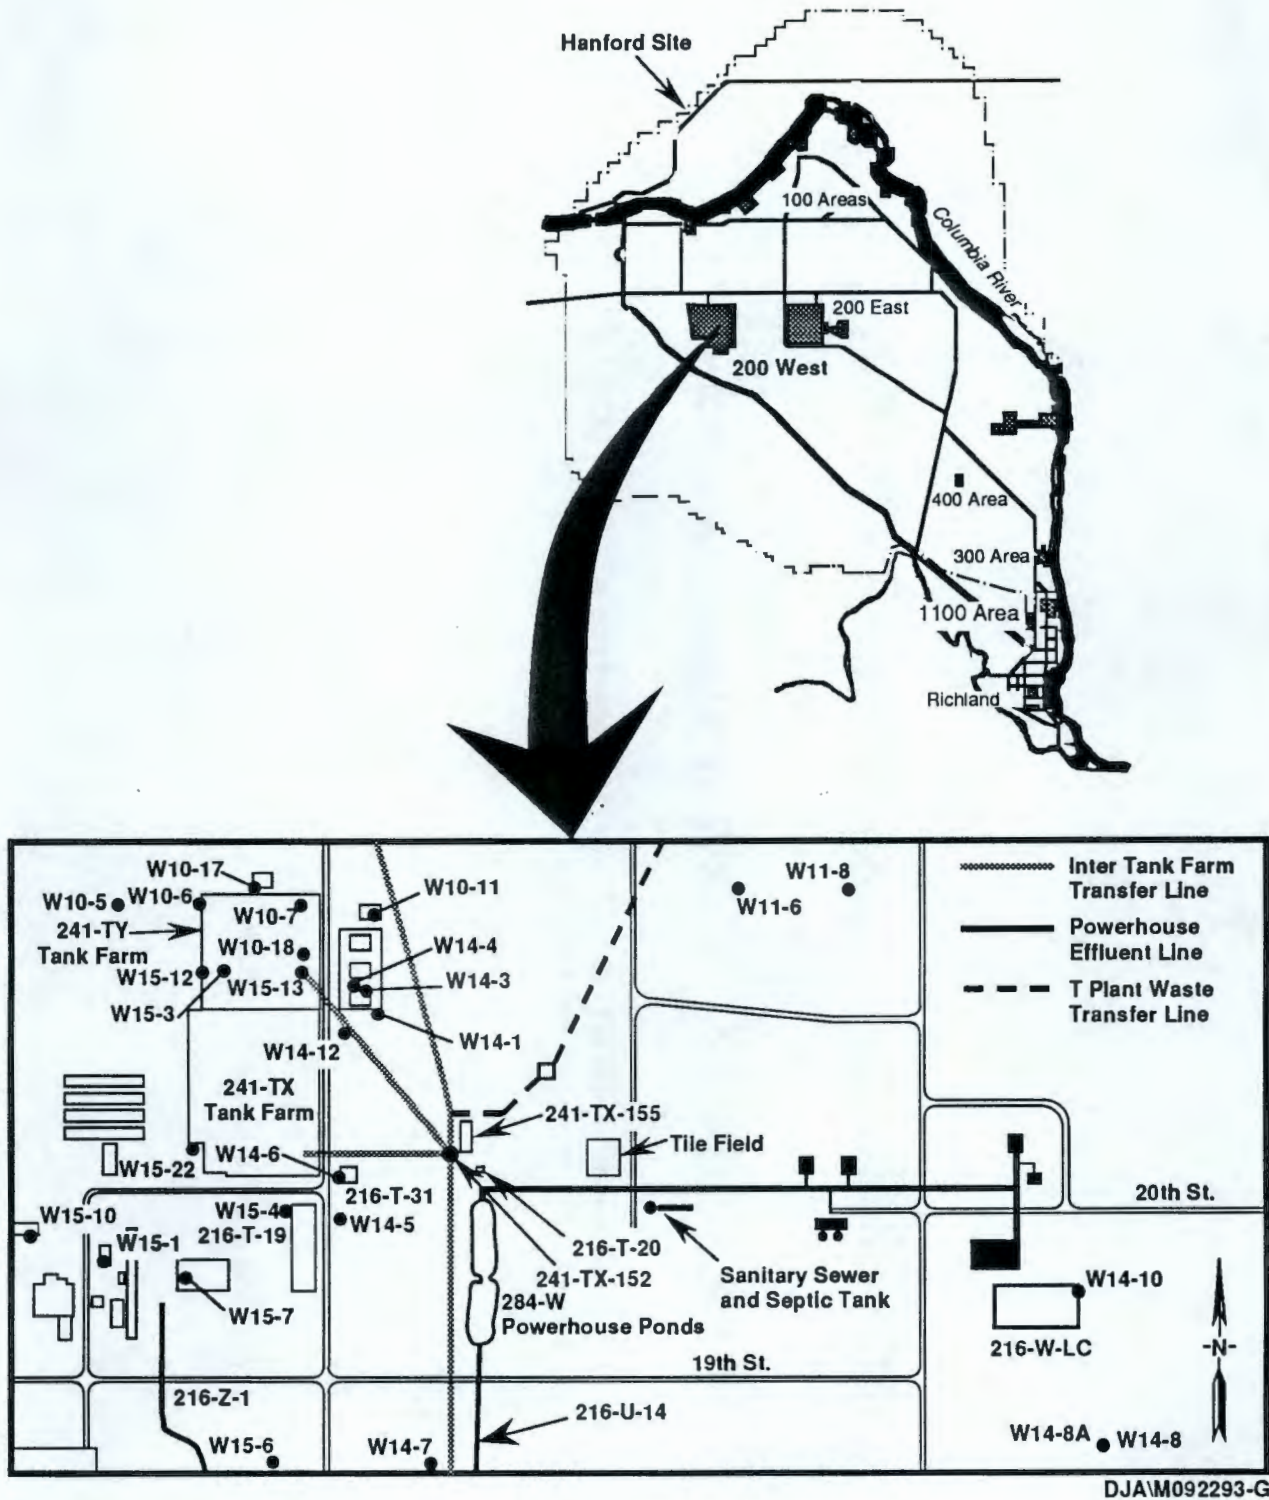 Hanford Site
100 Areas
Columbia River
200 East
200 West
400 Area
300 Area
1100 Area
Richland
W10-17
W10-5
W10-6
W10-7
241-TY
Tank Farm
W10-18
W15-12
W15-13
W15-3
W10-11
W14-4
W14-3
W14-1
W14-12
241-TX
Tank Farm
W11-8
W11-6
Inter Tank Farm
Transfer Line
Powerhouse
Effluent Line
T Plant Waste
Transfer Line
241-TX-155
Tile Field
W15-22
W14-6
216-T-31
20th St.
W15-10
W15-4
216-T-19
W14-5
W15-1
216-T-20
241-TX-152
Sanitary Sewer
and Septic Tank
W15-7
284-W
Powerhouse Ponds
W14-10
216-W-LC
-N-
19th St.
216-Z-1
216-U-14
W15-6
W14-7
W14-8A
W14-8
DJA\M092293-G